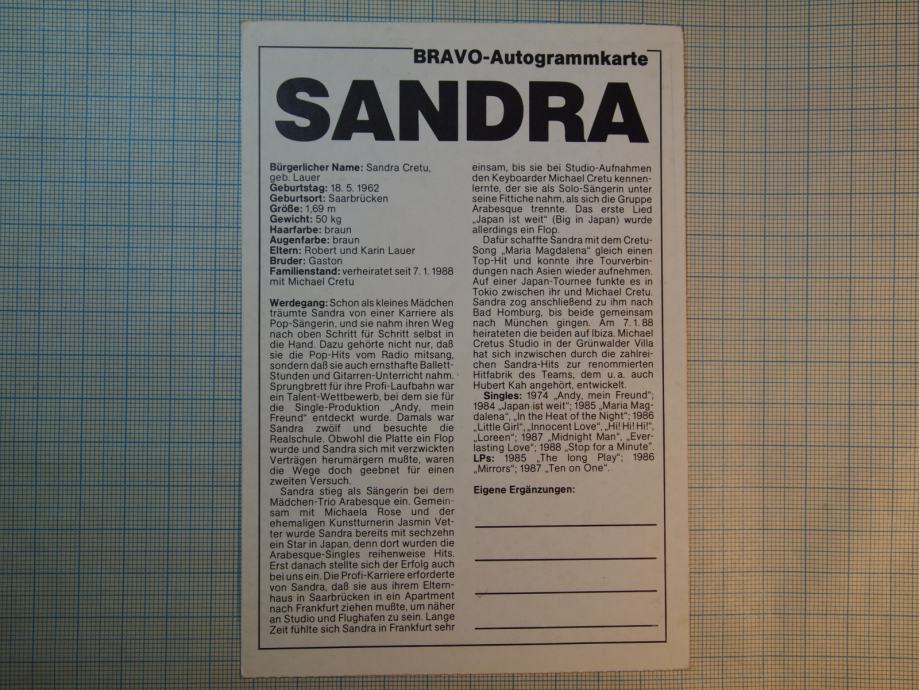 BRAVO-Autogrammkarte
SANDRA
Bürgerlicher Name: Sandra Cretu,
geb. Lauer
Geburtstag: 18. 5. 1962
Geburtsort: Saarbrücken
Größe: 1,69 m
Gewicht: 50 kg
Haarfarbe: braun
Augenfarbe: braun
Eltern: Robert und Karin Lauer
Bruder: Gaston
Familienstand: verheiratet seit 7. 1. 1988
mit Michael Cretu
Werdegang: Schon als kleines Mädchen
träumte Sandra von einer Karriere als
Pop-Sängerin, und sie nahm ihren Weg
nach oben Schritt für Schritt selbst in
die Hand. Dazu gehörte nicht nur, daß
sie die Pop-Hits vom Radio mitsang,
sondern daß sie auch ernsthafte Ballett-
Stunden und Gitarren-Unterricht nahm.
Sprungbrett für ihre Profi-Laufbahn war
ein Talent-Wettbewerb, bei dem sie für
die Single-Produktion „Andy, mein
Freund“ entdeckt wurde. Damals war
Sandra zwölf und besuchte die
Realschule. Obwohl die Platte ein Flop
wurde und Sandra sich mit verzwickten
Verträgen herumärgern mußte, waren
die Wege doch geebnet für einen
zweiten Versuch.
Sandra stieg als Sängerin bei dem
Mädchen-Trio Arabesque ein. Gemein-
sam mit Michaela Rose und der
ehemaligen Kunstturnerin Jasmin Vet-
ter wurde Sandra bereits mit sechzehn
ein Star in Japan, denn dort wurden die
Arabesque-Singles reihenweise Hits.
Erst danach stellte sich der Erfolg auch
bei uns ein. Die Profi-Karriere erforderte
von Sandra, daß sie aus ihrem Eltern-
haus in Saarbrücken in ein Apartment
nach Frankfurt ziehen mußte, um näher
an Studio und Flughafen zu sein. Lange
Zeit fühlte sich Sandra in Frankfurt sehr
einsam, bis sie bei Studio-Aufnahmen
den Keyboarder Michael Cretu kennen-
lernte, der sie als Solo-Sängerin unter
seine Fittiche nahm, als sich die Gruppe
Arabesque trennte. Das erste Lied
„Japan ist weit“ (Big in Japan) wurde
allerdings ein Flop.
Dafür schaffte Sandra mit dem Cretu-
Song „Maria Magdalena“ gleich einen
Top-Hit und konnte ihre Tourverbin-
dungen nach Asien wieder aufnehmen.
Auf einer Japan-Tournee funkte es in
Tokio zwischen ihr und Michael Cretu.
Sandra zog anschließend zu ihm nach
Bad Homburg, bis beide gemeinsam
nach München gingen. Am 7. 1. 88
heirateten die beiden auf Ibiza. Michael
Cretus Studio in der Grünwalder Villa
hat sich inzwischen durch die zahlrei-
chen Sandra-Hits zur renommierten
Hitfabrik des Teams, dem u. a. auch
Hubert Kah angehört, entwickelt.
Singles: 1974 „Andy, mein Freund“;
1984 „Japan ist weit“; 1985 „Maria Mag-
dalena“, „In the Heat of the Night“; 1986
„Little Girl“, „Innocent Love“, „Hi! Hi! Hi!“,
„Loreen“; 1987 „Midnight Man“, „Ever-
lasting Love“; 1988 „Stop for a Minute“.
LPs: 1985 „The long Play“; 1986
„Mirrors“; 1987 „Ten on One“.
Eigene Ergänzungen: